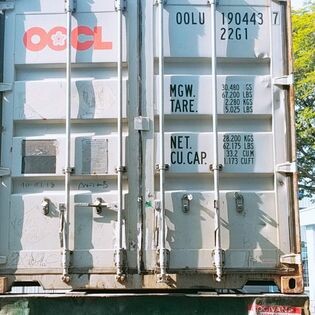 OOCL
OOLU 190443 7
22G1
MGW. 30.480 GS
67.200 LBS
TARE. 2.280 KGS
5.025 LBS
NET. 28.200 KGS
62.175 LBS
CU.CAP. 33.2 CU.M
1.173 CU.FT